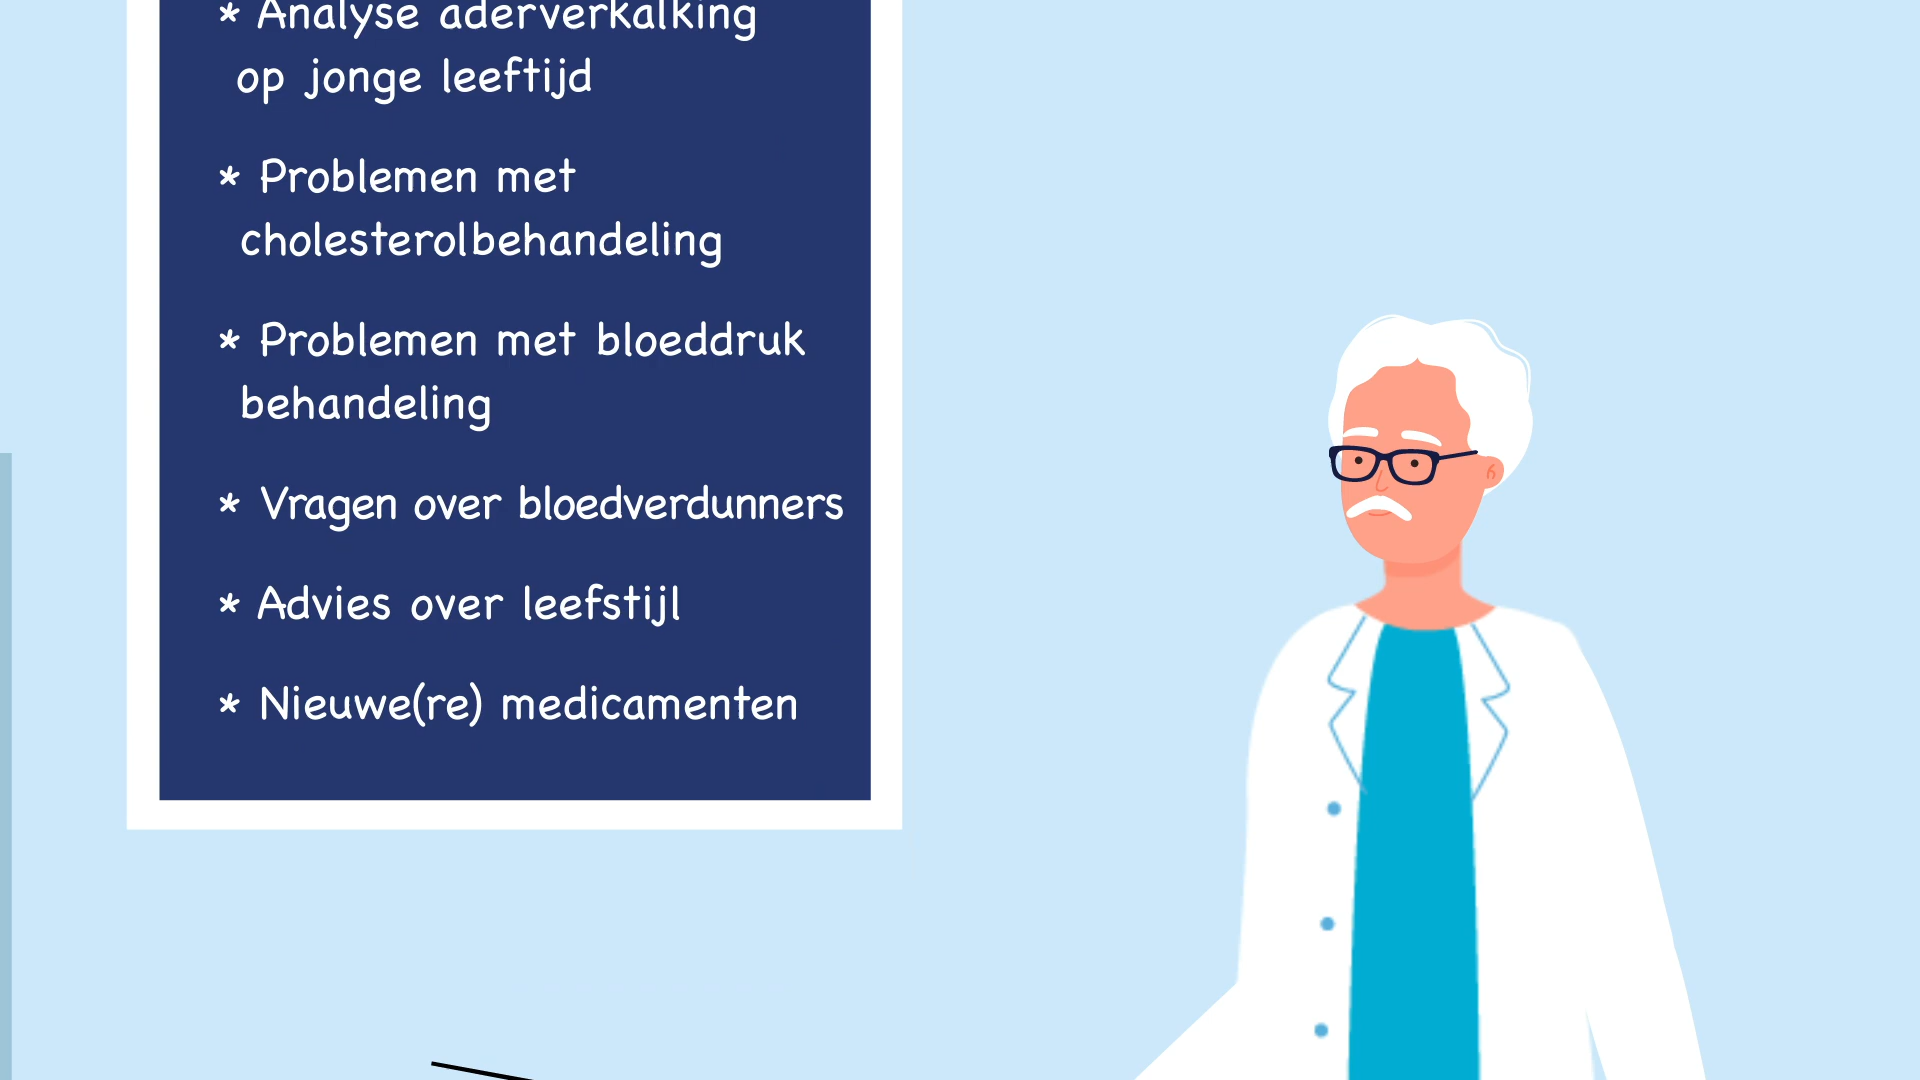 * Analyse aderverkalking
op jonge leeftijd
* Problemen met
cholesterolbehandeling
* Problemen met bloeddruk
behandeling
* Vragen over bloedverdunners
* Advies over leefstijl
* Nieuwe(re) medicamenten